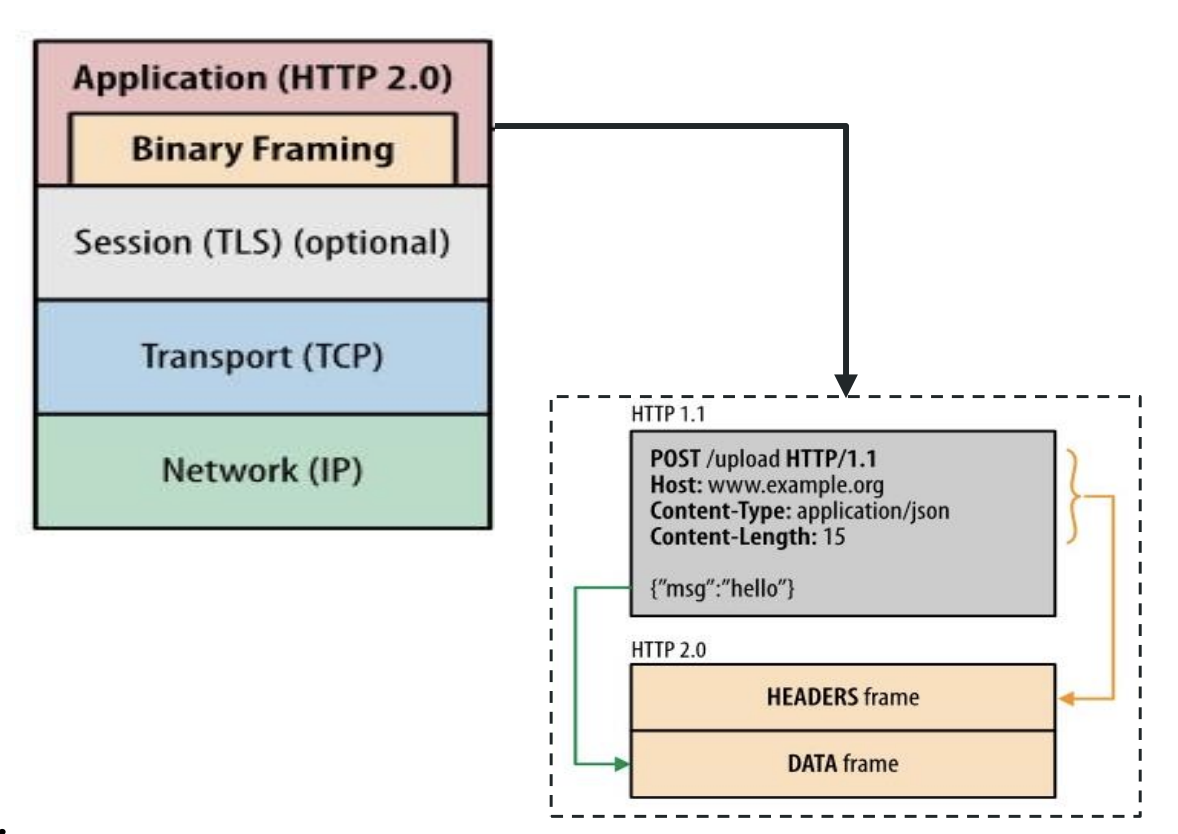 Application (HTTP 2.0)
Binary Framing
Session (TLS) (optional)
Transport (TCP)
Network (IP)
HTTP 1.1
POST /upload HTTP/1.1
Host: www.example.org
Content-Type: application/json
Content-Length: 15
{”msg”:”hello”}
HTTP 2.0
HEADERS frame
DATA frame